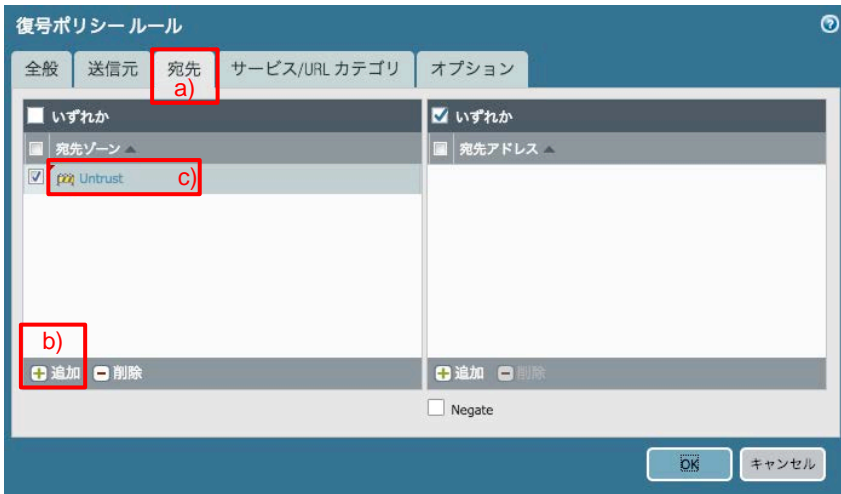 復号ポリシー ルール
全般 送信元 宛先 サービス/URL カテゴリ オプション
a)
いずれか
宛先ゾーン
Untrust c)
b)
追加 削除
いずれか
宛先アドレス
追加 削除
Negate
OK キャンセル